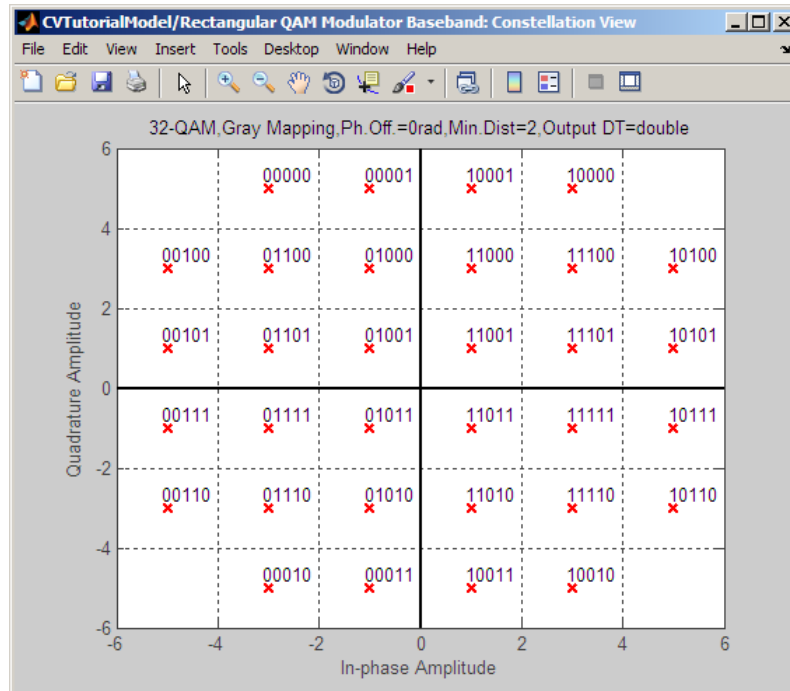 CVTutorialModel/Rectangular QAM Modulator Baseband: Constellation View
File Edit View Insert Tools Desktop Window Help
32-QAM,Gray Mapping,Ph.Off.=0rad,Min.Dist=2,Output DT=double
6
00000 00001 10001 10000
4
00100 01100 01000 11000 11100 10100
2
00101 01101 01001 11001 11101 10101
0
Quadrature Amplitude
00111 01111 01011 11011 11111 10111
-2
00110 01110 01010 11010 11110 10110
-4
00010 00011 10011 10010
-6
-6 -4 -2 0 2 4 6
In-phase Amplitude